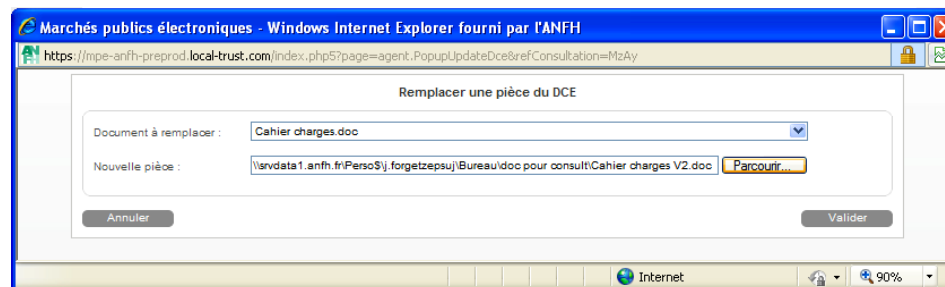 Marchés publics électroniques - Windows Internet Explorer fourni par l'ANFH
https://mpe-anfh-preprod.local-trust.com/index.php5?page=agent.PopupUpdateDce&refConsultation=MzAy
Remplacer une pièce du DCE
Document à remplacer : Cahier charges.doc
Nouvelle pièce : \\srvdata1.anfh.fr\Perso$\j.forgetzepsuj\Bureau\doc pour consult\Cahier charges V2.doc Parcourir...
Annuler Valider
Internet 90%